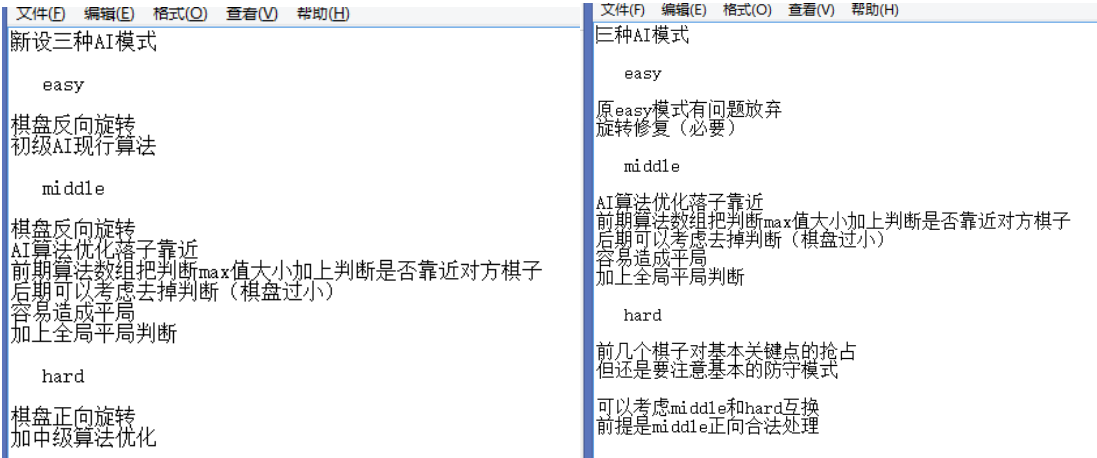 文件(F) 编辑(E) 格式(O) 查看(V) 帮助(H)
新设三种AI模式
easy
棋盘反向旋转
初级AI现行算法
middle
棋盘反向旋转
AI算法优化落子靠近
前期算法数组把判断max值大小加上判断是否靠近对方棋子
后期可以考虑去掉判断（棋盘过小）
容易造成平局
加上全局平局判断
hard
棋盘正向旋转
加中级算法优化
文件(F) 编辑(E) 格式(O) 查看(V) 帮助(H)
三种AI模式
easy
原easy模式有问题放弃
旋转修复（必要）
middle
AI算法优化落子靠近
前期算法数组把判断max值大小加上判断是否靠近对方棋子
后期可以考虑去掉判断（棋盘过小）
容易造成平局
加上全局平局判断
hard
前几个棋子对基本关键点的抢占
但还是要注意基本的防守模式
可以考虑middle和hard互换
前提是middle正向合法处理